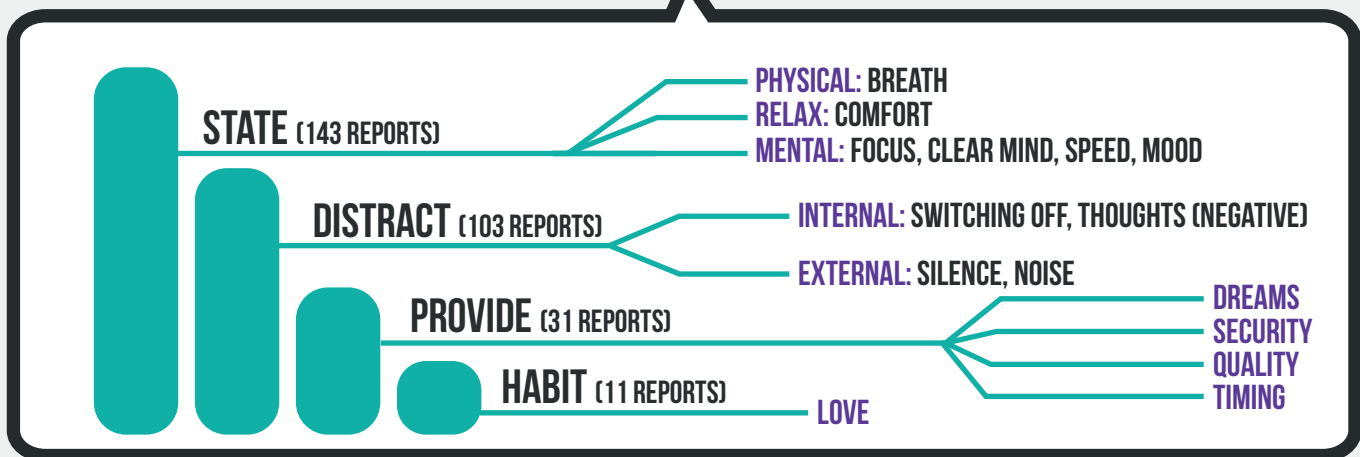 PHYSICAL: BREATH
RELAX: COMFORT
STATE (143 REPORTS)
MENTAL: FOCUS, CLEAR MIND, SPEED, MOOD
DISTRACT (103 REPORTS)
INTERNAL: SWITCHING OFF, THOUGHTS (NEGATIVE)
EXTERNAL: SILENCE, NOISE
PROVIDE (31 REPORTS)
DREAMS
SECURITY
QUALITY
TIMING
HABIT (11 REPORTS)
LOVE